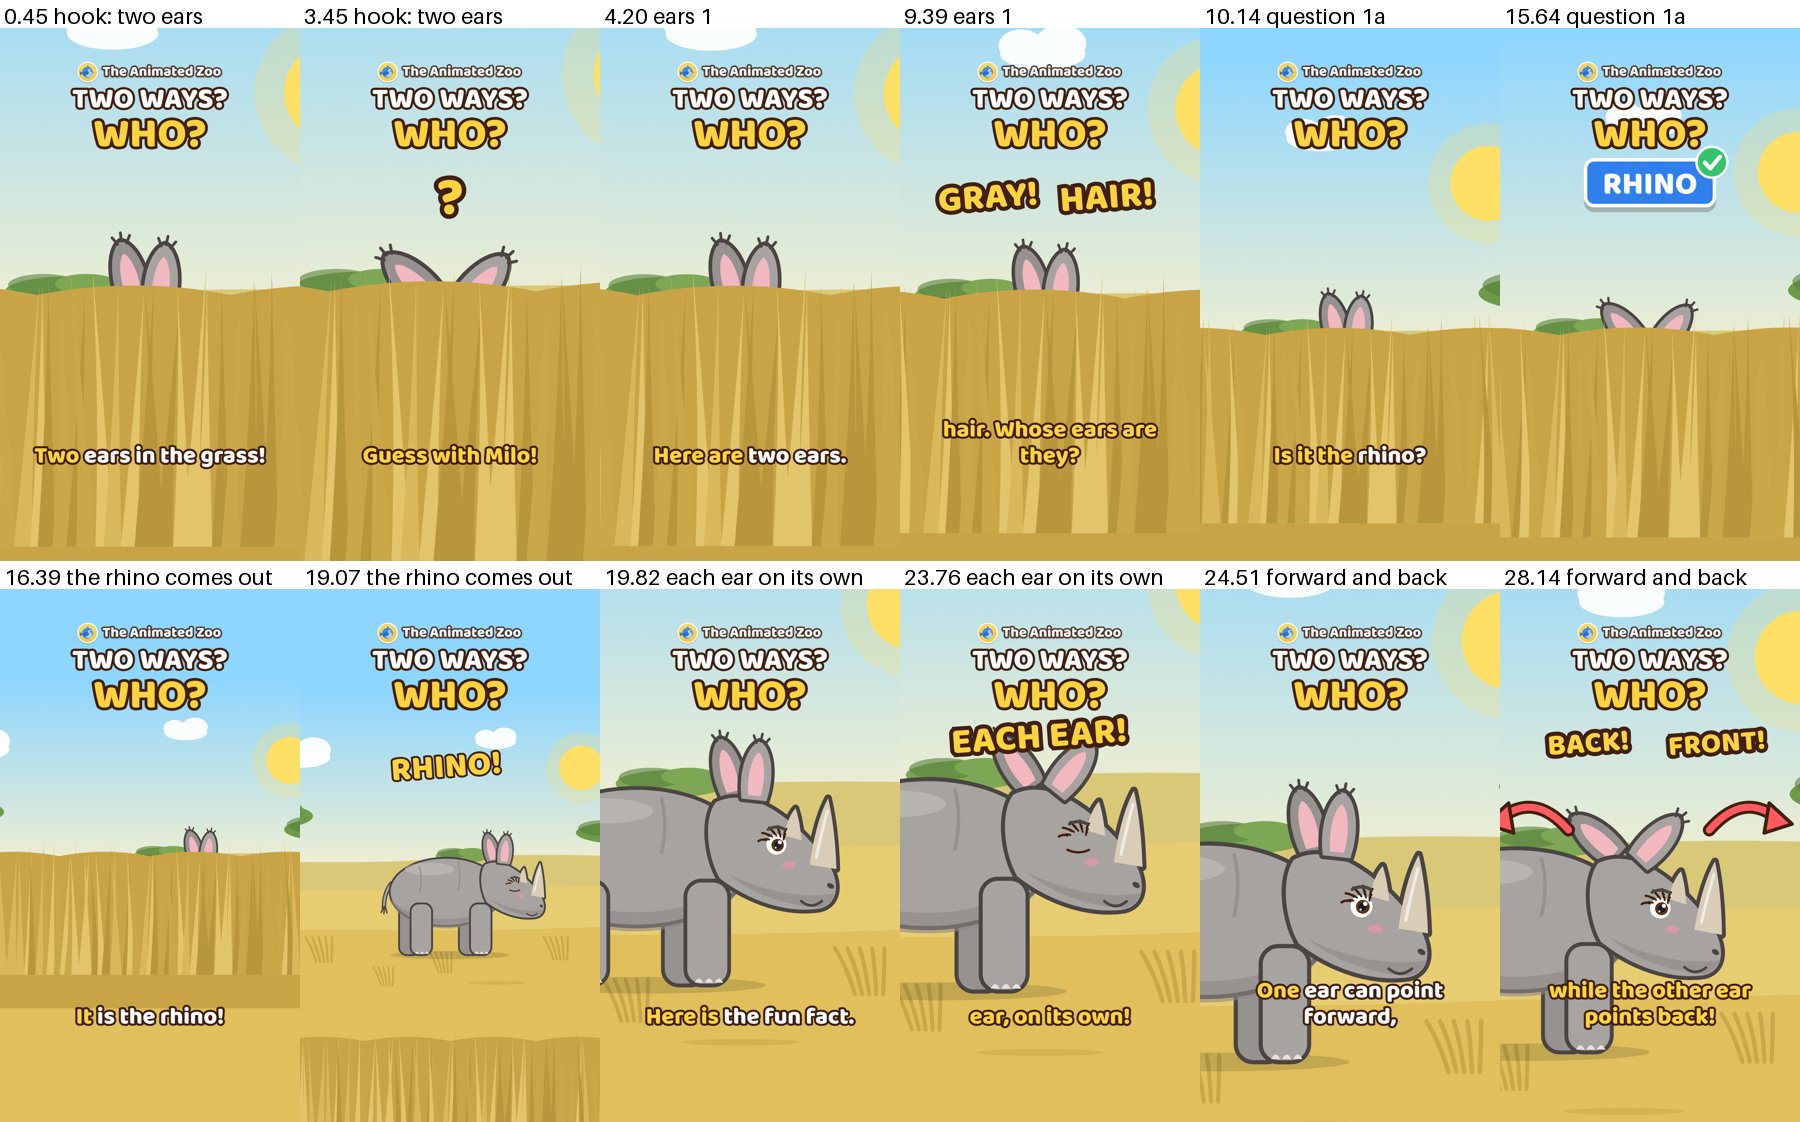 0.45 hook: two ears
The Animated Zoo
TWO WAYS?
WHO?
Two ears in the grass!
3.45 hook: two ears
The Animated Zoo
TWO WAYS?
WHO?
?
Guess with Milo!
4.20 ears 1
The Animated Zoo
TWO WAYS?
WHO?
Here are two ears.
9.39 ears 1
The Animated Zoo
TWO WAYS?
WHO?
GRAY! HAIR!
hair. Whose ears are
they?
10.14 question 1a
The Animated Zoo
TWO WAYS?
WHO?
Is it the rhino?
15.64 question 1a
The Animated Zoo
TWO WAYS?
WHO?
RHINO
16.39 the rhino comes out
The Animated Zoo
TWO WAYS?
WHO?
It is the rhino!
19.07 the rhino comes out
The Animated Zoo
TWO WAYS?
WHO?
RHINO!
19.82 each ear on its own
The Animated Zoo
TWO WAYS?
WHO?
Here is the fun fact.
23.76 each ear on its own
The Animated Zoo
TWO WAYS?
WHO?
EACH EAR!
ear, on its own!
24.51 forward and back
The Animated Zoo
TWO WAYS?
WHO?
One ear can point
forward,
28.14 forward and back
The Animated Zoo
TWO WAYS?
WHO?
BACK! FRONT!
while the other ear
points back!